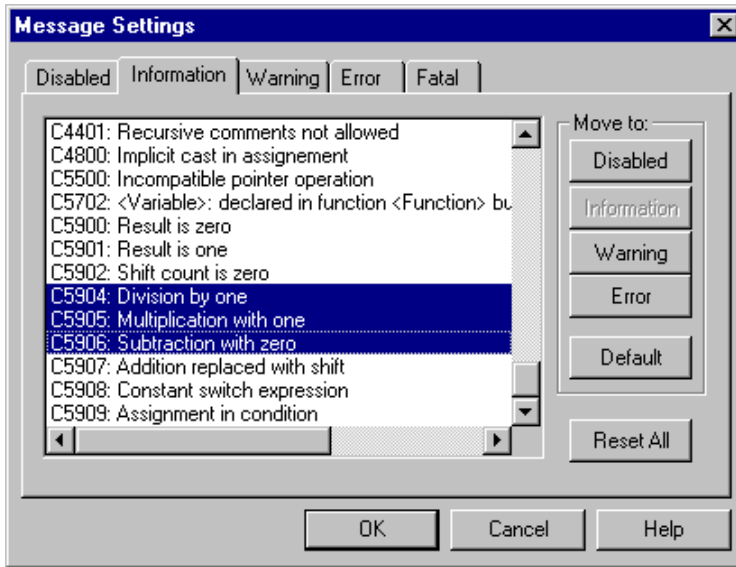 Message Settings
Disabled
Information
Warning
Error
Fatal
C4401: Recursive comments not allowed
C4800: Implicit cast in assignement
C5500: Incompatible pointer operation
C5702: <Variable>: declared in function <Function> bu
C5900: Result is zero
C5901: Result is one
C5902: Shift count is zero
C5904: Division by one
C5905: Multiplication with one
C5906: Subtraction with zero
C5907: Addition replaced with shift
C5908: Constant switch expression
C5909: Assignment in condition
Move to:
Disabled
Information
Warning
Error
Default
Reset All
OK
Cancel
Help